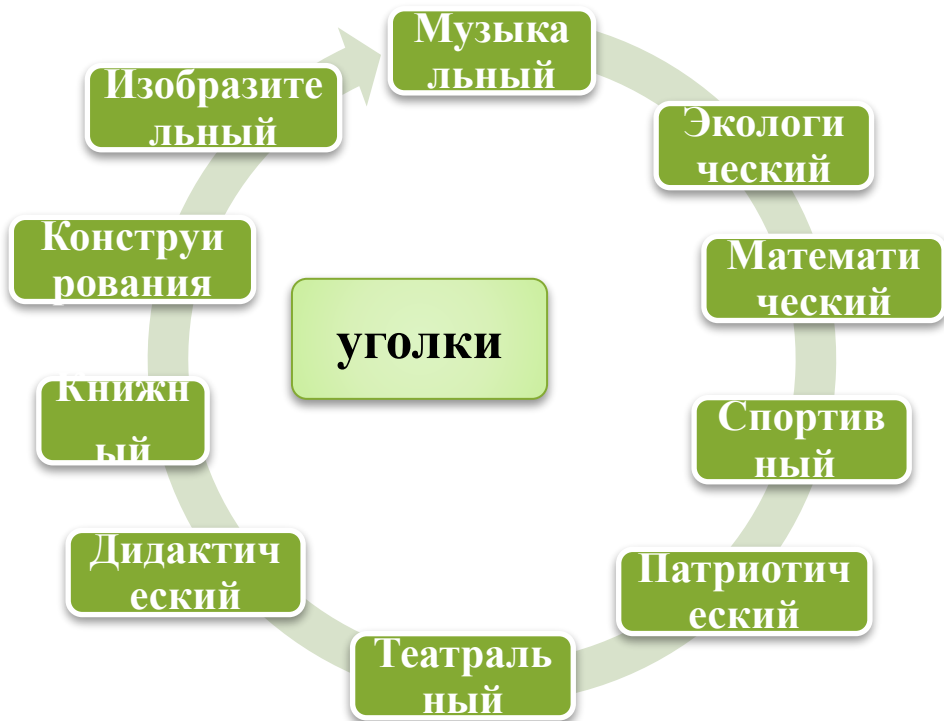 Музыка
льный
Экологи
ческий
Математи
ческий
Спортив
ный
Патриотич
еский
Театраль
ный
Дидактич
еский
Книжн
ый
Конструи
рования
Изобразите
льный
уголки